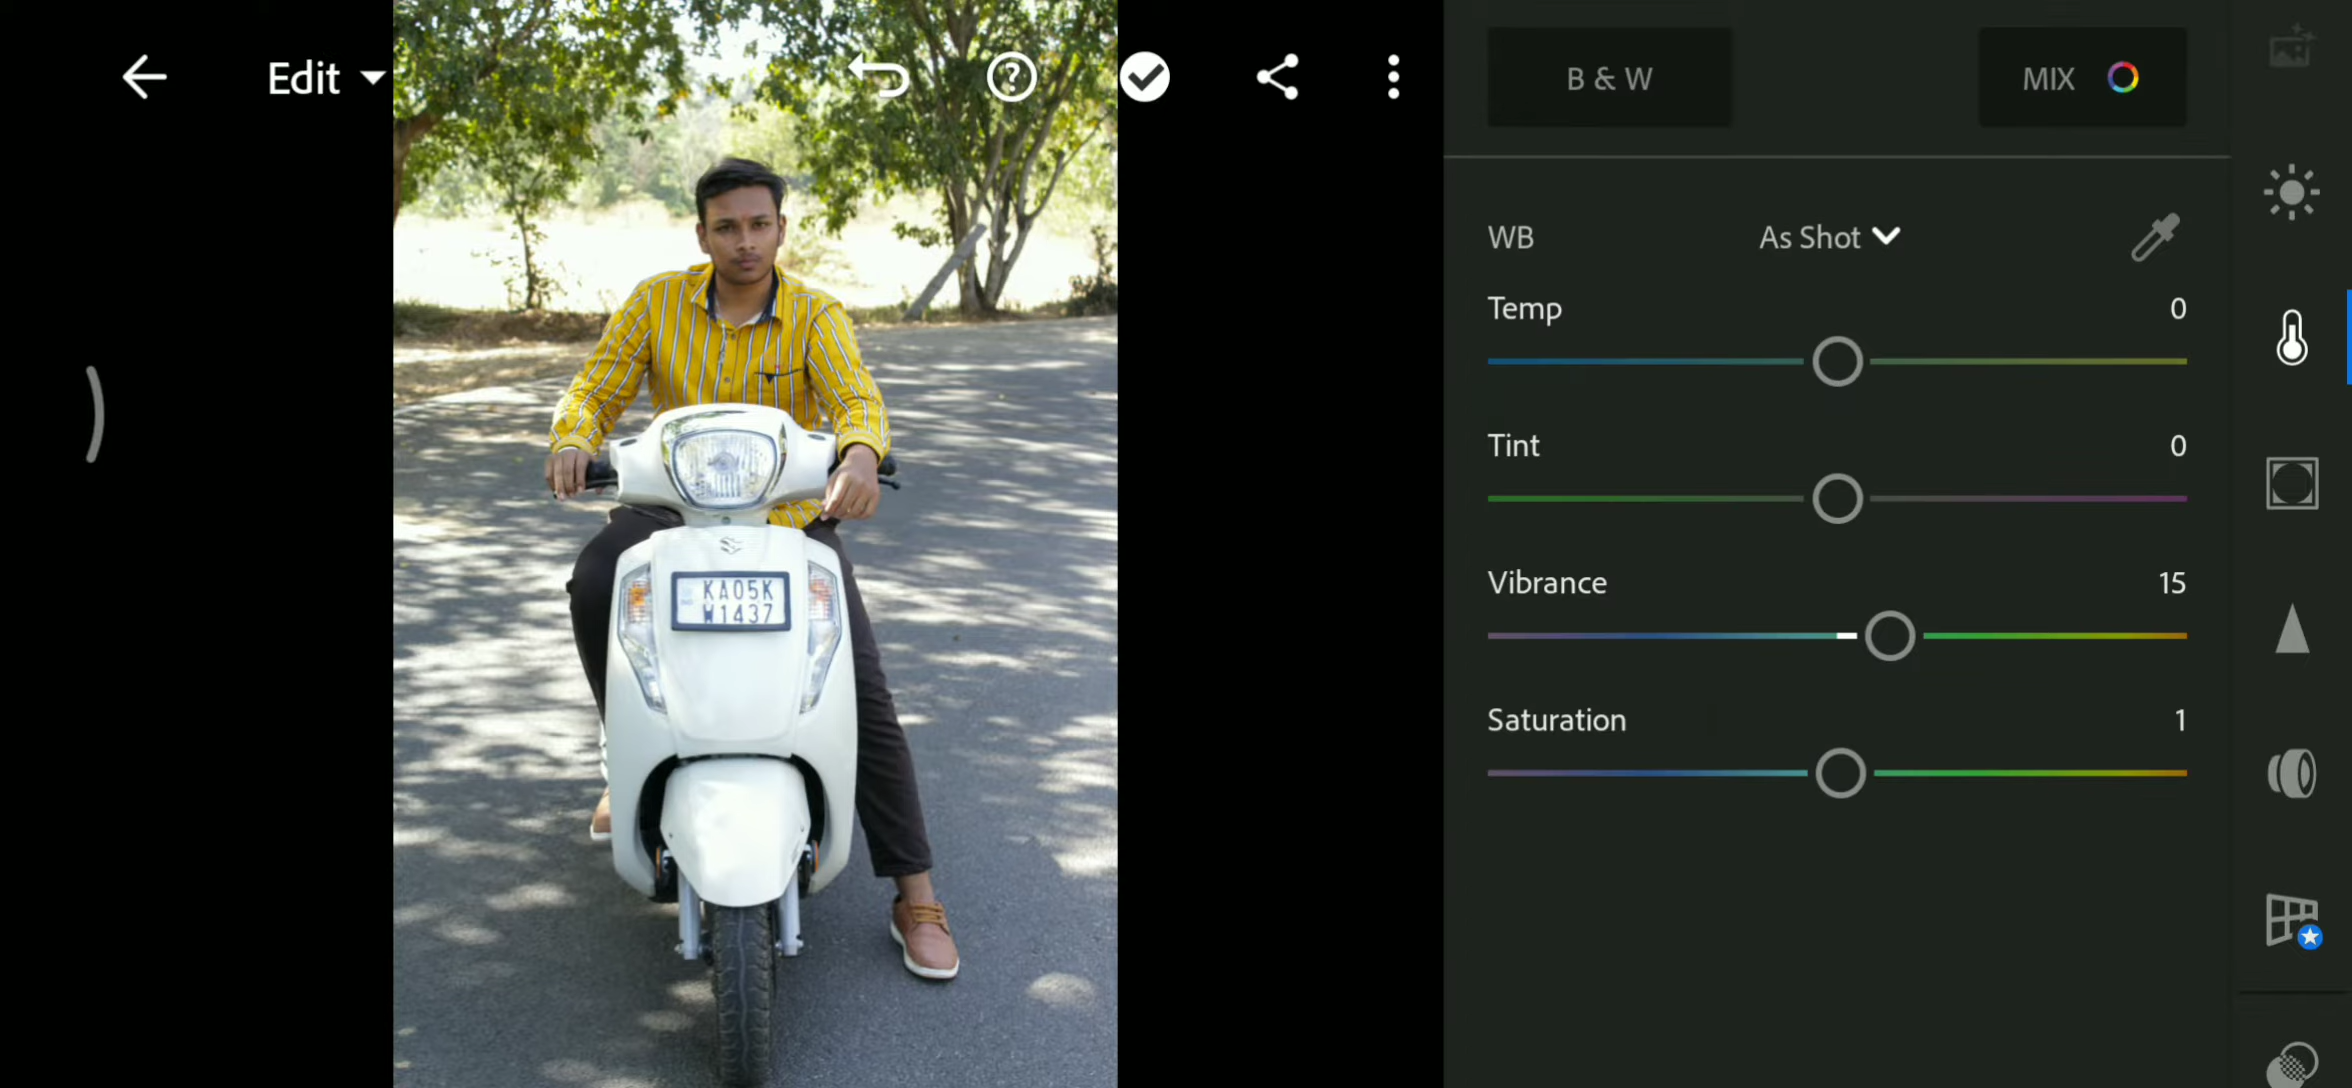 Edit
B & W
MIX
WB
As Shot
Temp
0
Tint
0
Vibrance
15
Saturation
1
KA05K
W1437